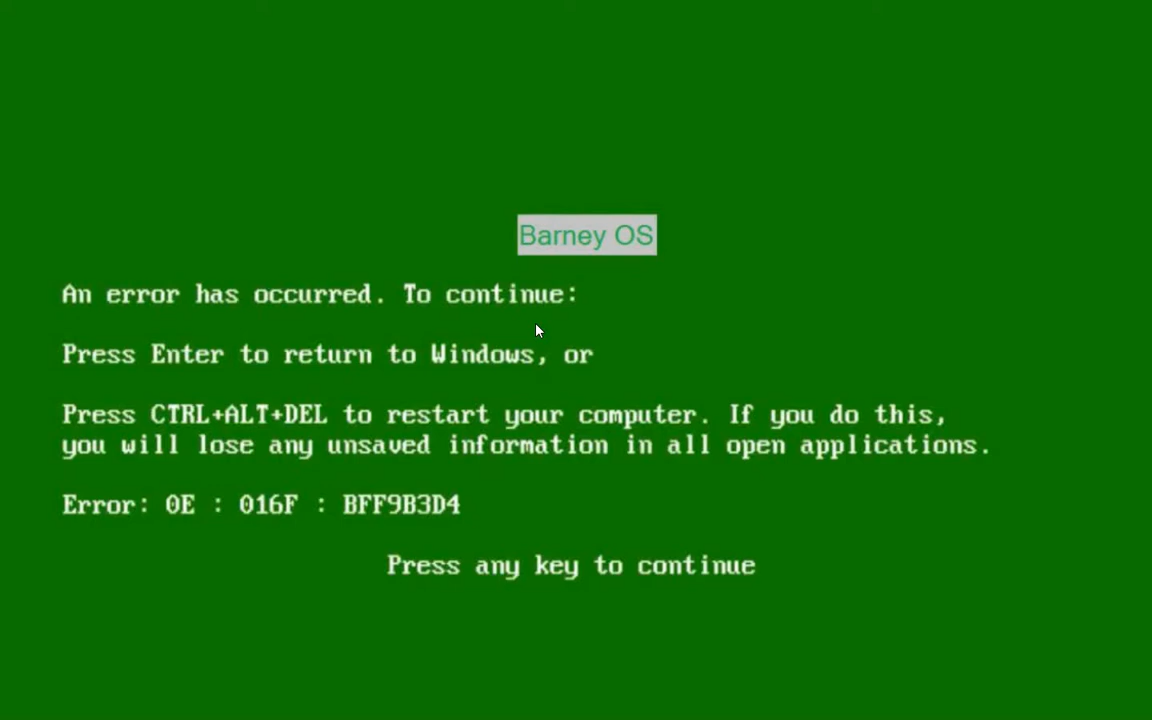 Barney OS
An error has occurred. To continue:
Press Enter to return to Windows, or
Press CTRL+ALT+DEL to restart your computer. If you do this,
you will lose any unsaved information in all open applications.
Error: 0E : 016F : BFF9B3D4
Press any key to continue